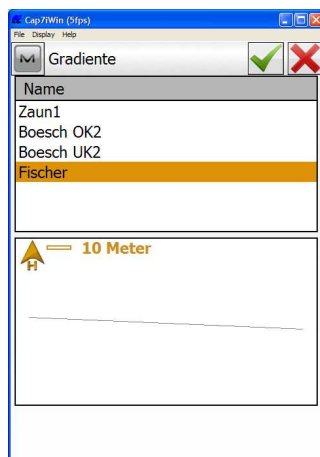 Cap7iWin (5fps)
File Display Help
M Gradiente
Name
Zaun1
Boesch OK2
Boesch UK2
Fischer
10 Meter
H